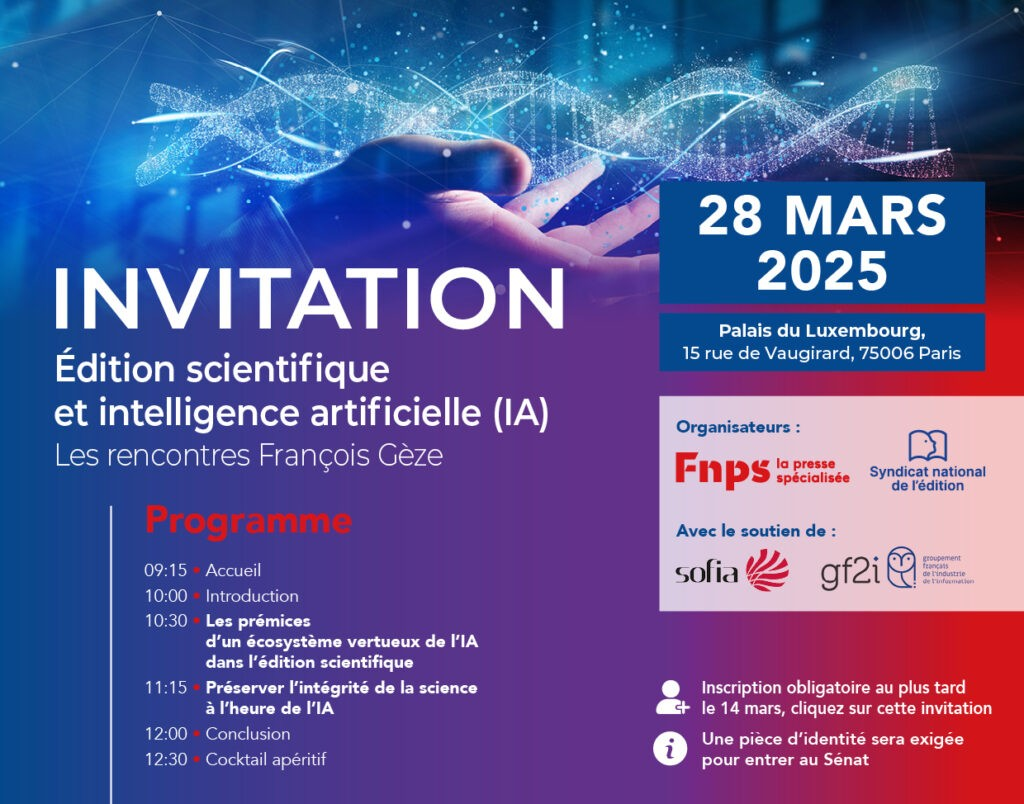 28 MARS
2025
Palais du Luxembourg,
15 rue de Vaugirard, 75006 Paris
INVITATION
Édition scientifique
et intelligence artificielle (IA)
Les rencontres François Gèze
Programme
09:15 • Accueil
10:00 • Introduction
10:30 • Les prémices
d’un écosystème vertueux de l’IA
dans l’édition scientifique
11:15 • Préserver l’intégrité de la science
à l’heure de l’IA
12:00 • Conclusion
12:30 • Cocktail apéritif
Organisateurs :
Fnps la presse
spécialisée
Syndicat national
de l’édition
Avec le soutien de :
sofia
gf2i groupement
français
de l’industrie
de l’information
Inscription obligatoire au plus tard
le 14 mars, cliquez sur cette invitation
i
Une pièce d’identité sera exigée
pour entrer au Sénat